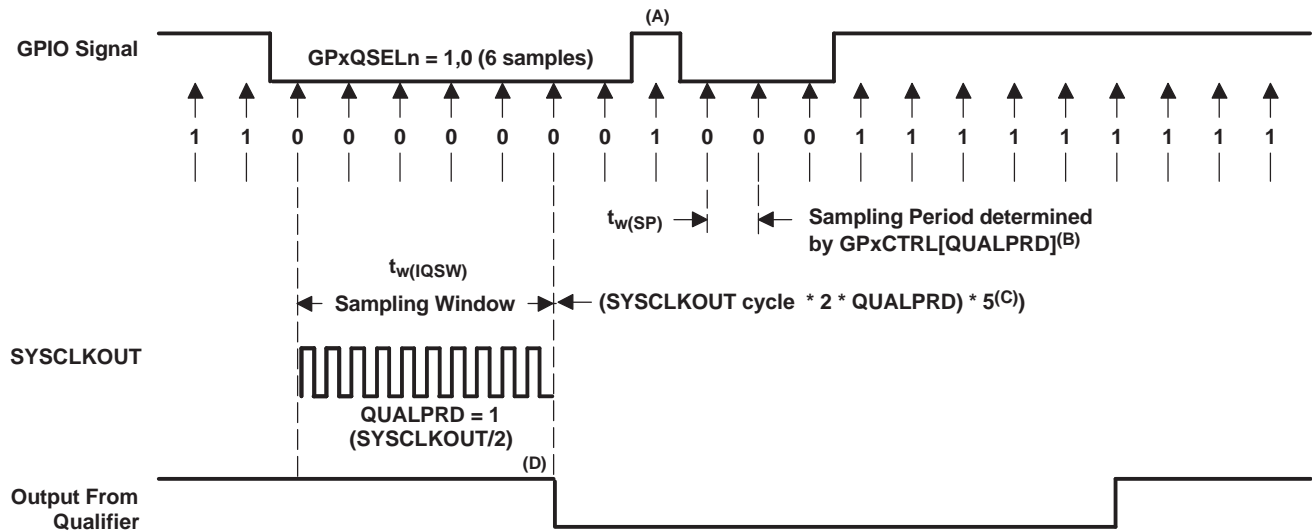 (A)
GPIO Signal
GPxQSELn = 1,0 (6 samples)
1 1 0 0 0 0 0 0 0 1 0 0 0 1 1 1 1 1 1 1 1 1
tw(SP)
Sampling Period determined
by GPxCTRL[QUALPRD](B)
tw(IQSW)
Sampling Window
(SYSCLKOUT cycle * 2 * QUALPRD) * 5(C))
SYSCLKOUT
QUALPRD = 1
(SYSCLKOUT/2)
(D)
Output From
Qualifier